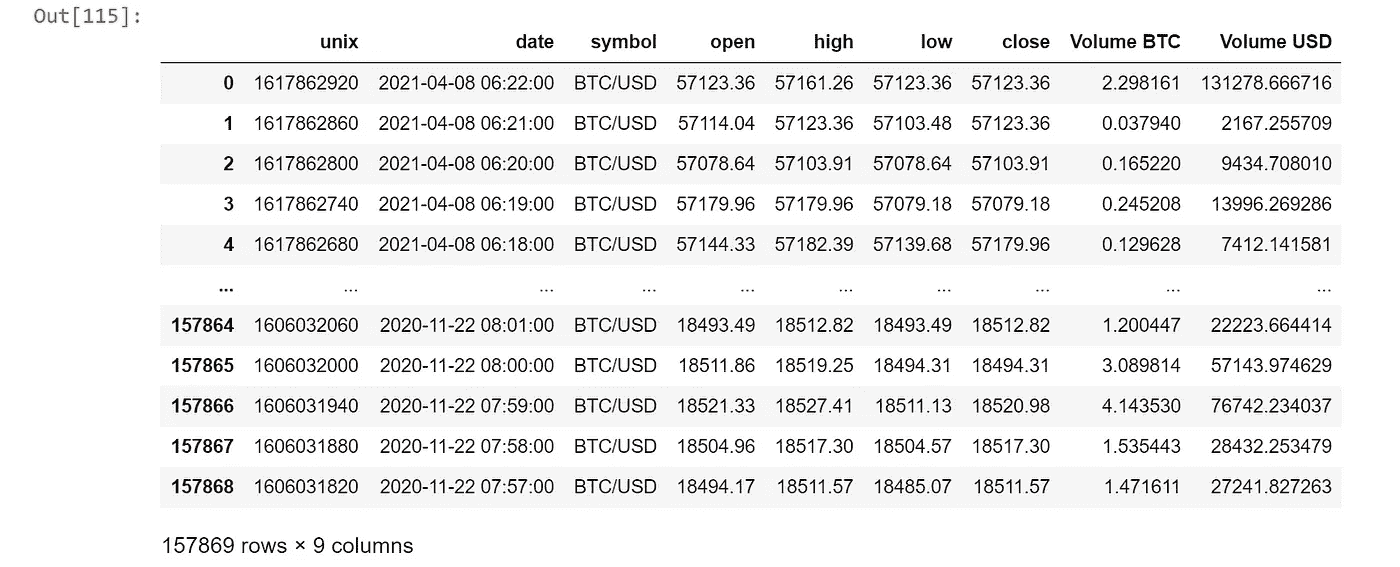 Out[115]:
unix date symbol open high low close Volume BTC Volume USD
0 1617862920 2021-04-08 06:22:00 BTC/USD 57123.36 57161.26 57123.36 57123.36 2.298161 131278.666716
1 1617862860 2021-04-08 06:21:00 BTC/USD 57114.04 57123.36 57103.48 57123.36 0.037940 2167.255709
2 1617862800 2021-04-08 06:20:00 BTC/USD 57078.64 57103.91 57078.64 57103.91 0.165220 9434.708010
3 1617862740 2021-04-08 06:19:00 BTC/USD 57179.96 57179.96 57079.18 57079.18 0.245208 13996.269286
4 1617862680 2021-04-08 06:18:00 BTC/USD 57144.33 57182.39 57139.68 57179.96 0.129628 7412.141581
... ... ... ... ... ... ... ... ... ...
157864 1606032060 2020-11-22 08:01:00 BTC/USD 18493.49 18512.82 18493.49 18512.82 1.200447 22223.664414
157865 1606032000 2020-11-22 08:00:00 BTC/USD 18511.86 18519.25 18494.31 18494.31 3.089814 57143.974629
157866 1606031940 2020-11-22 07:59:00 BTC/USD 18521.33 18527.41 18511.13 18520.98 4.143530 76742.234037
157867 1606031880 2020-11-22 07:58:00 BTC/USD 18504.96 18517.30 18504.57 18517.30 1.535443 28432.253479
157868 1606031820 2020-11-22 07:57:00 BTC/USD 18494.17 18511.57 18485.07 18511.57 1.471611 27241.827263
157869 rows × 9 columns